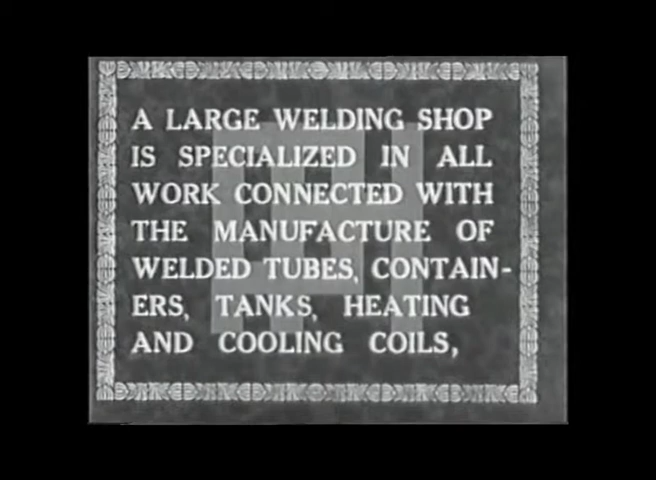 A LARGE WELDING SHOP
IS SPECIALIZED IN ALL
WORK CONNECTED WITH
THE MANUFACTURE OF
WELDED TUBES, CONTAIN-
ERS, TANKS, HEATING
AND COOLING COILS,